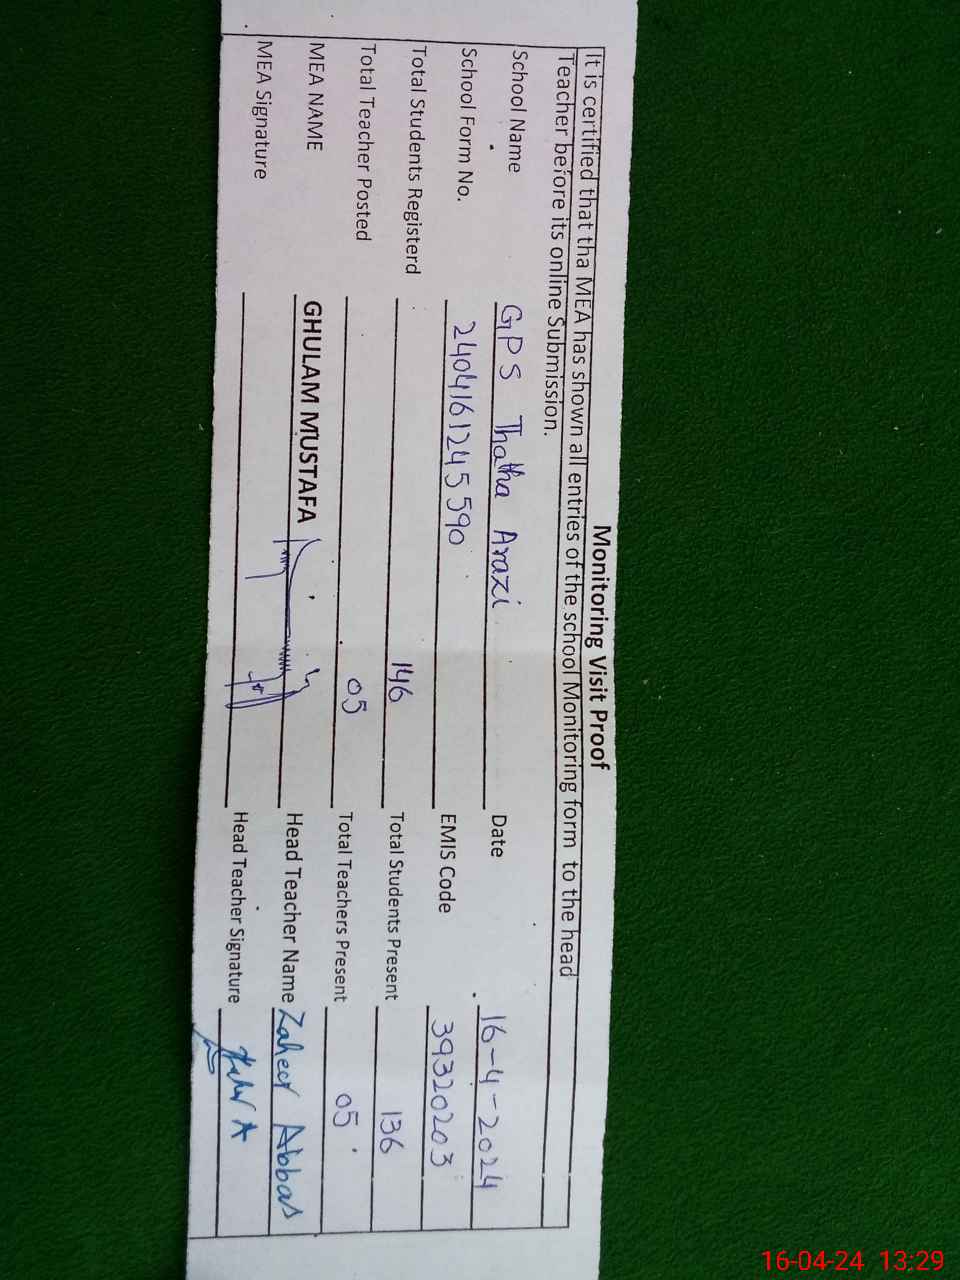 Monitoring Visit Proof
It is certified that tha MEA has shown all entries of the school Monitoring form to the head
Teacher before its online Submission.
School Name GPS Thatha Arazi Date 16-4-2024
School Form No. 2404161245590 EMIS Code 39320203
Total Students Registerd 146 Total Students Present 136
Total Teacher Posted 05 Total Teachers Present 05
MEA NAME GHULAM MUSTAFA Head Teacher Name Zaheer Abbas
MEA Signature Head Teacher Signature
16-04-24 13:29